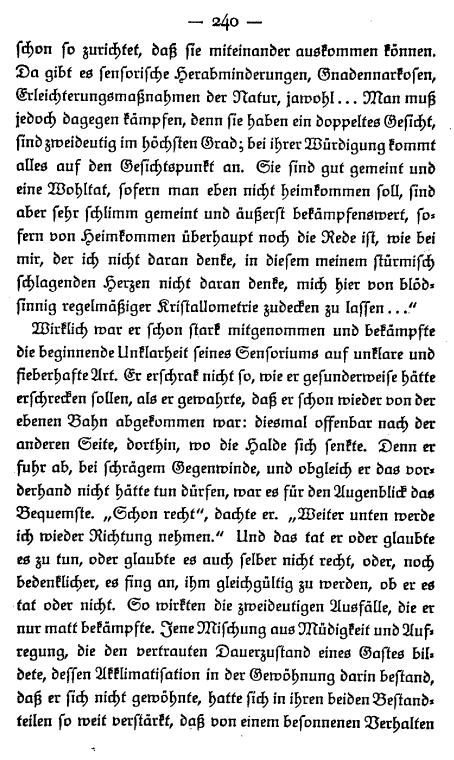 — 240 —
schon so zurichtet, daß sie miteinander auskommen können.
Da gibt es sensorische Herabminderungen, Gnadennarkosen,
Erleichterungsmaßnahmen der Natur, jawohl... Man muß
jedoch dagegen kämpfen, denn sie haben ein doppeltes Gesicht,
sind zweideutig im höchsten Grad; bei ihrer Würdigung kommt
alles auf den Gesichtspunkt an. Sie sind gut gemeint und
eine Wohltat, sofern man eben nicht heimkommen soll, sind
aber sehr schlimm gemeint und äußerst bekämpfenswert, so-
fern von Heimkommen überhaupt noch die Rede ist, wie bei
mir, der ich nicht daran denke, in diesem meinem stürmisch
schlagenden Herzen nicht daran denke, mich hier von blöd-
sinnig regelmäßiger Kristallometrie zudecken zu lassen..."
Wirklich war er schon stark mitgenommen und bekämpfte
die beginnende Unklarheit seines Sensoriums auf unklare und
fieberhafte Art. Er erschrak nicht so, wie er gesunderweise hätte
erschrecken sollen, als er gewahrte, daß er schon wieder von der
ebenen Bahn abgekommen war: diesmal offenbar nach der
anderen Seite, dorthin, wo die Halde sich senkte. Denn er
fuhr ab, bei schrägem Gegenwinde, und obgleich er das vor-
derhand nicht hätte tun dürfen, war es für den Augenblick das
Bequemste. „Schon recht", dachte er. „Weiter unten werde
ich wieder Richtung nehmen." Und das tat er oder glaubte
es zu tun, oder glaubte es auch selber nicht recht, oder, noch
bedenklicher, es fing an, ihm gleichgültig zu werden, ob er es
tat oder nicht. So wirkten die zweideutigen Ausfälle, die er
nur matt bekämpfte. Jene Mischung aus Müdigkeit und Auf-
regung, die den vertrauten Dauerzustand eines Gastes bil-
dete, dessen Akklimatisation in der Gewöhnung darin bestand,
daß er sich nicht gewöhnte, hatte sich in ihren beiden Bestand-
teilen so weit verstärkt, daß von einem besonnenen Verhalten